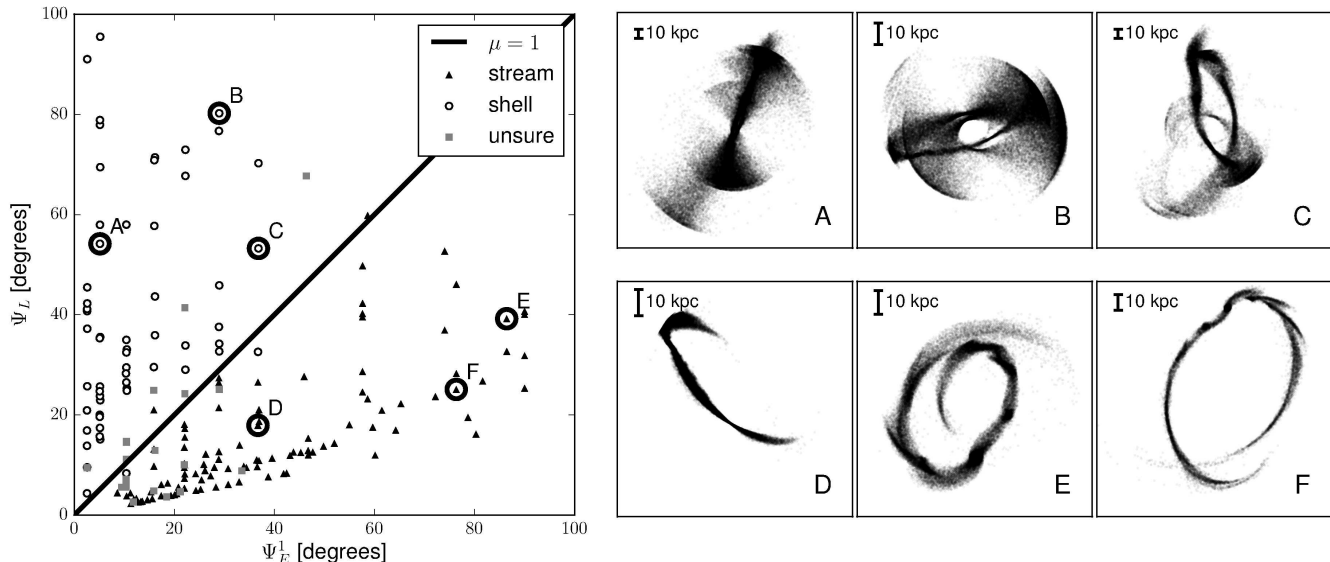 100
80
60
40
20
0
0
20
40
60
80
100
Ψ_L [degrees]
Ψ_E^1 [degrees]
μ = 1
stream
shell
unsure
A
B
C
D
E
F
10 kpc
A
10 kpc
B
10 kpc
C
10 kpc
D
10 kpc
E
10 kpc
F